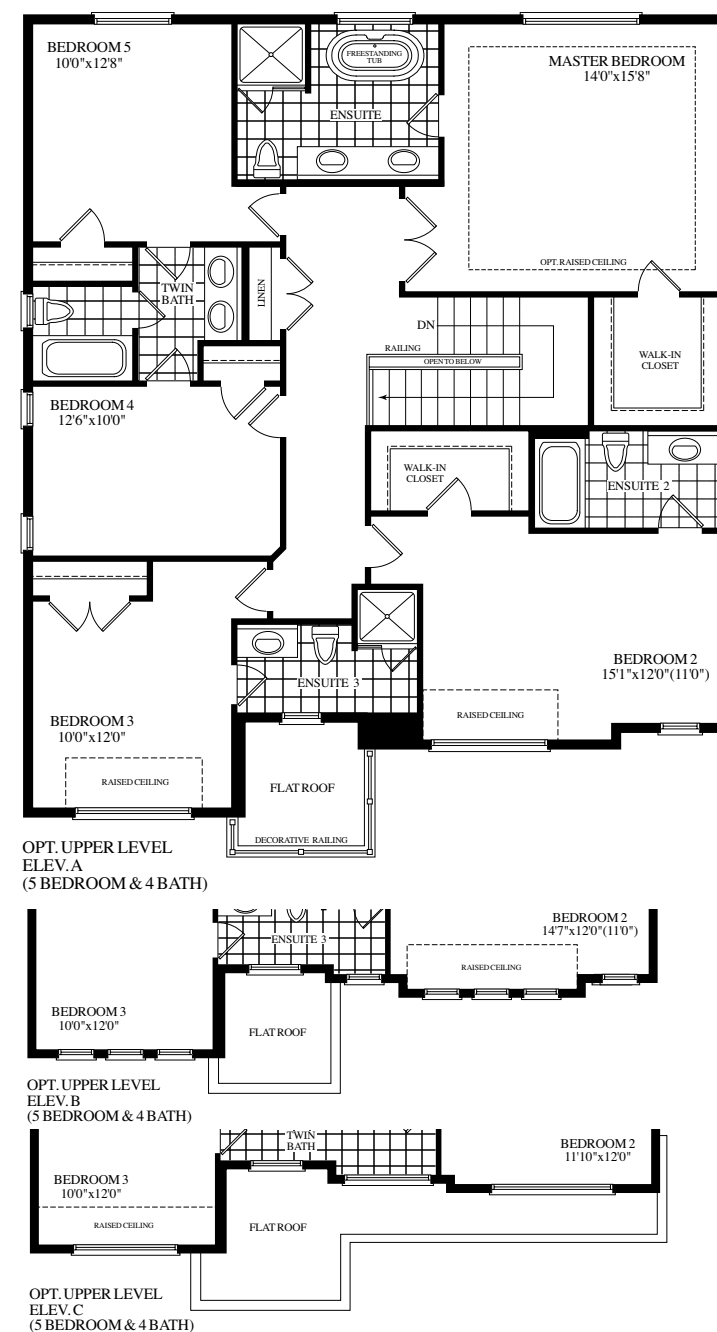 BEDROOM 5
10'0"x12'8"
FREESTANDING
TUB
ENSUITE
MASTER BEDROOM
14'0"x15'8"
OPT. RAISED CEILING
TWIN
BATH
LINEN
DN
RAILING
OPEN TO BELOW
WALK-IN
CLOSET
BEDROOM 4
12'6"x10'0"
WALK-IN
CLOSET
ENSUITE 2
BEDROOM 2
15'1"x12'0"(11'0")
ENSUITE 3
RAISED CEILING
BEDROOM 3
10'0"x12'0"
RAISED CEILING
FLAT ROOF
DECORATIVE RAILING
OPT. UPPER LEVEL
ELEV. A
(5 BEDROOM & 4 BATH)
BEDROOM 2
14'7"x12'0"(11'0")
ENSUITE 3
RAISED CEILING
BEDROOM 3
10'0"x12'0"
FLAT ROOF
OPT. UPPER LEVEL
ELEV. B
(5 BEDROOM & 4 BATH)
TWIN
BATH
BEDROOM 2
11'10"x12'0"
BEDROOM 3
10'0"x12'0"
RAISED CEILING
FLAT ROOF
OPT. UPPER LEVEL
ELEV. C
(5 BEDROOM & 4 BATH)